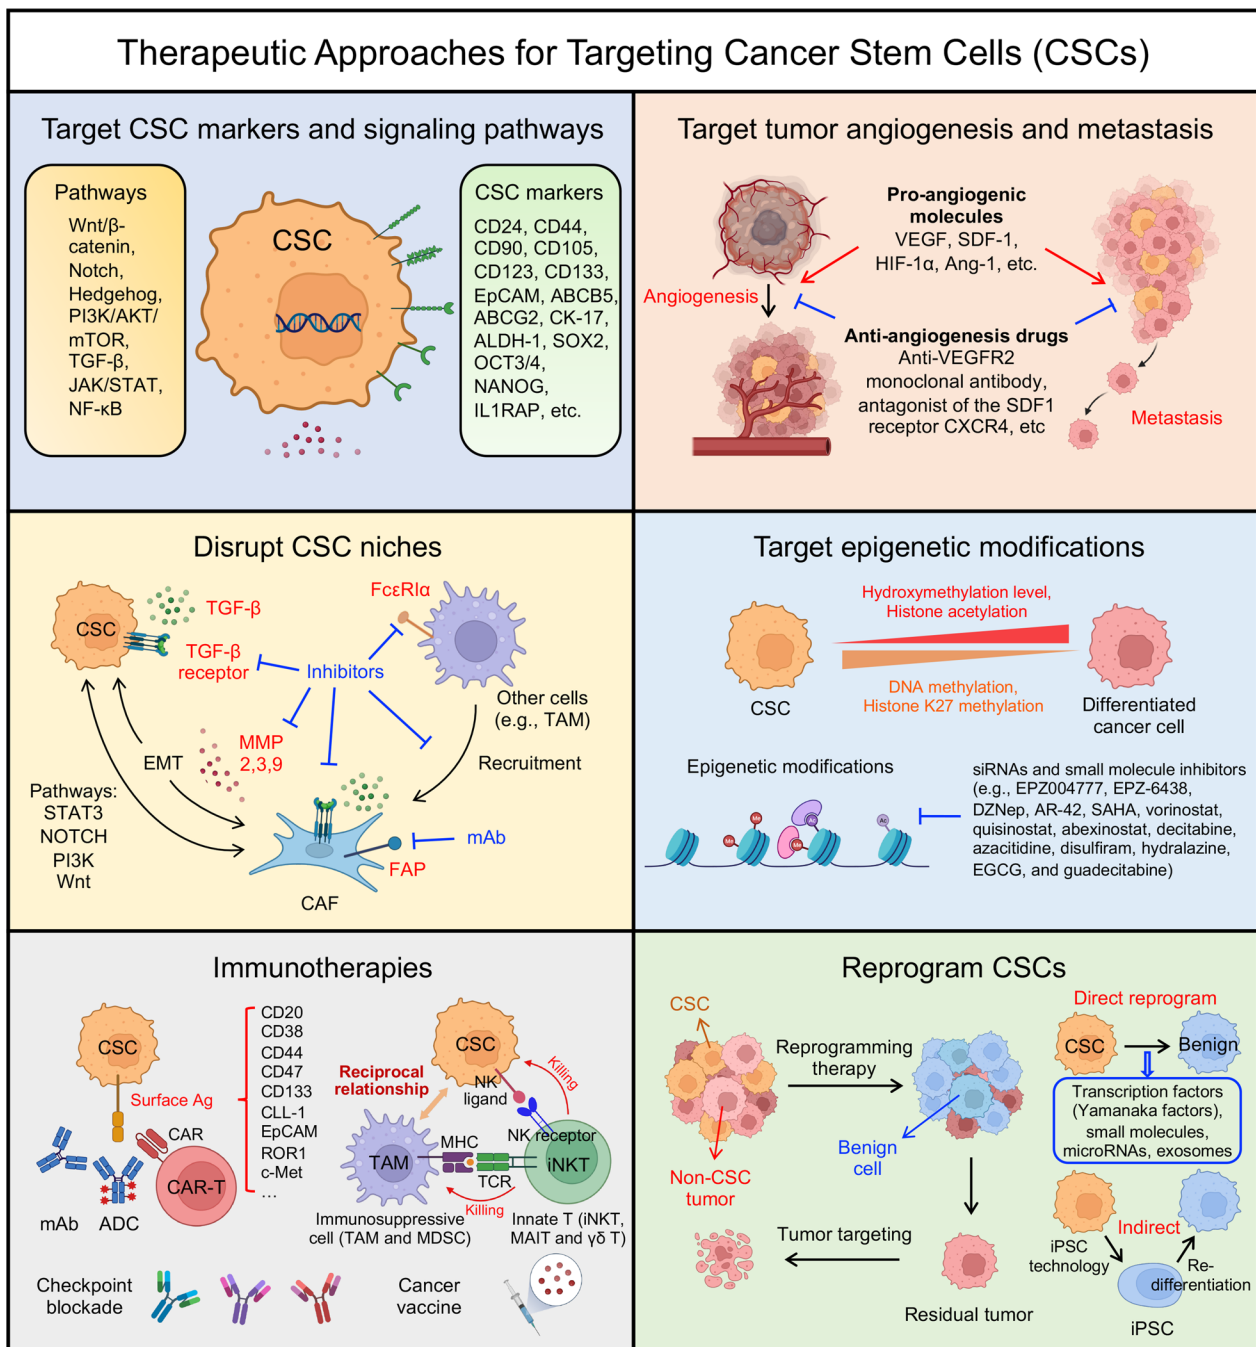 Therapeutic Approaches for Targeting Cancer Stem Cells (CSCs)
Target CSC markers and signaling pathways
Pathways
Wnt/β-
catenin,
Notch,
Hedgehog,
PI3K/AKT/
mTOR,
TGF-β,
JAK/STAT,
NF-κB
CSC
CSC markers
CD24, CD44,
CD90, CD105,
CD123, CD133,
EpCAM, ABCB5,
ABCG2, CK-17,
ALDH-1, SOX2,
OCT3/4,
NANOG,
IL1RAP, etc.
Target tumor angiogenesis and metastasis
Pro-angiogenic
molecules
VEGF, SDF-1,
HIF-1α, Ang-1, etc.
Angiogenesis
Anti-angiogenesis drugs
Anti-VEGFR2
monoclonal antibody,
antagonist of the SDF1
receptor CXCR4, etc
Metastasis
Disrupt CSC niches
CSC
TGF-β
TGF-β
receptor
FcεRIα
Inhibitors
Other cells
(e.g., TAM)
MMP
2,3,9
EMT
Recruitment
Pathways:
STAT3
NOTCH
PI3K
Wnt
mAb
FAP
CAF
Target epigenetic modifications
Hydroxymethylation level,
Histone acetylation
CSC
DNA methylation,
Histone K27 methylation
Differentiated
cancer cell
Epigenetic modifications
Me
Me
Ac
Ac
siRNAs and small molecule inhibitors
(e.g., EPZ004777, EPZ-6438,
DZNep, AR-42, SAHA, vorinostat,
quisinostat, abexinostat, decitabine,
azacitidine, disulfiram, hydralazine,
EGCG, and guadecitabine)
Immunotherapies
CSC
Surface Ag
CAR
CAR-T
mAb
ADC
CD20
CD38
CD44
CD47
CD133
CLL-1
EpCAM
ROR1
c-Met
...
CSC
Reciprocal
relationship
NK
ligand
Killing
NK receptor
TAM
MHC
TCR
iNKT
Killing
Immunosuppressive
cell (TAM and MDSC)
Innate T (iNKT,
MAIT and γδ T)
Checkpoint
blockade
Cancer
vaccine
Reprogram CSCs
CSC
Reprogramming
therapy
Benign
cell
Non-CSC
tumor
Tumor targeting
Residual tumor
Direct reprogram
CSC
Benign
Transcription factors
(Yamanaka factors),
small molecules,
microRNAs, exosomes
Indirect
iPSC
technology
Re-
differentiation
iPSC